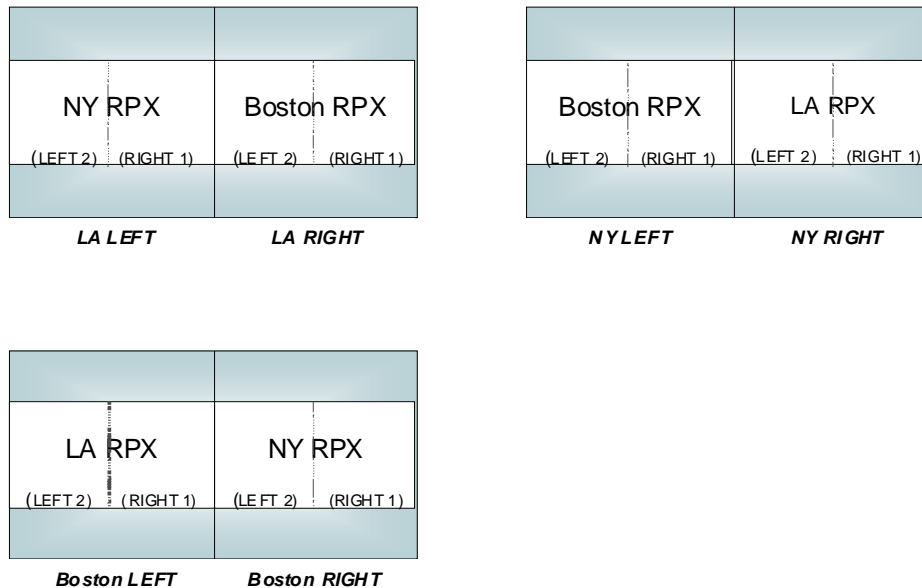 NY RPX Boston RPX
(LEFT 2) (RIGHT 1) (LEFT 2) (RIGHT 1)
LA LEFT LA RIGHT
Boston RPX LA RPX
(LEFT 2) (RIGHT 1) (LEFT 2) (RIGHT 1)
NY LEFT NY RIGHT
LA RPX NY RPX
(LEFT 2) (RIGHT 1) (LEFT 2) (RIGHT 1)
Boston LEFT Boston RIGHT